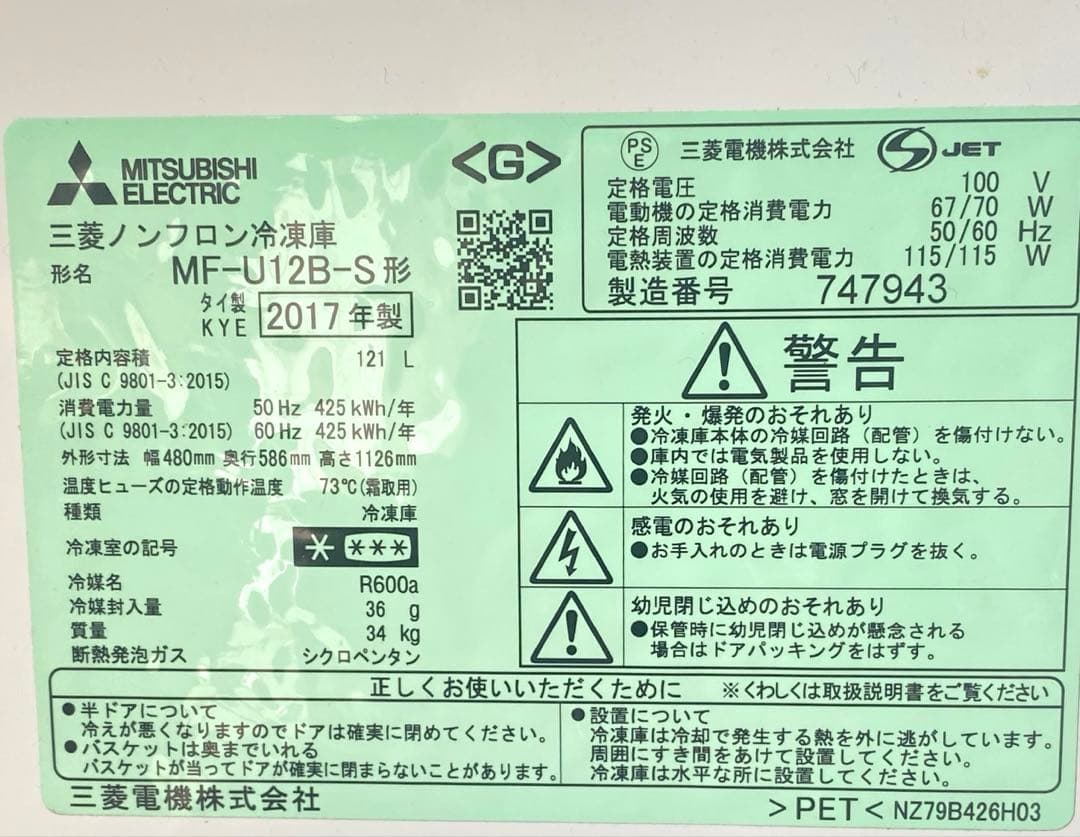 MITSUBISHI
ELECTRIC
<G>
三菱ノンフロン冷凍庫
形名 MF-U12B-S形
タイ製
KYE 2017年製
定格内容積 121 L
(JIS C 9801-3:2015)
消費電力量 50Hz 425kWh/年
(JIS C 9801-3:2015) 60Hz 425kWh/年
外形寸法 幅480mm 奥行586mm 高さ1126mm
温度ヒューズの定格動作温度 73℃(霜取用)
種類 冷凍庫
冷凍室の記号 * ***
冷媒名 R600a
冷媒封入量 36 g
質量 34 kg
断熱発泡ガス シクロペンタン
PSE 三菱電機株式会社 JET
定格電圧 100 V
電動機の定格消費電力 67/70 W
定格周波数 50/60 Hz
電熱装置の定格消費電力 115/115 W
製造番号 747943
警告
発火・爆発のおそれあり
●冷凍庫本体の冷媒回路(配管)を傷付けない。
●庫内では電気製品を使用しない。
●冷媒回路(配管)を傷付けたときは、
火気の使用を避け、窓を開けて換気する。
感電のおそれあり
●お手入れのときは電源プラグを抜く。
幼児閉じ込めのおそれあり
●保管時に幼児閉じ込めが懸念される
場合はドアパッキングをはずす。
正しくお使いいただくために ※くわしくは取扱説明書をご覧ください
●半ドアについて
冷えが悪くなりますのでドアは確実に閉めてください。
●バスケットは奥までいれる
バスケットが当ってドアが確実に閉まらないことがあります。
●設置について
冷凍庫は冷却で発生する熱を外に逃がしています。
周囲にすき間をあけて設置してください。
冷凍庫は水平な所に設置してください。
三菱電機株式会社
>PET< NZ79B426H03